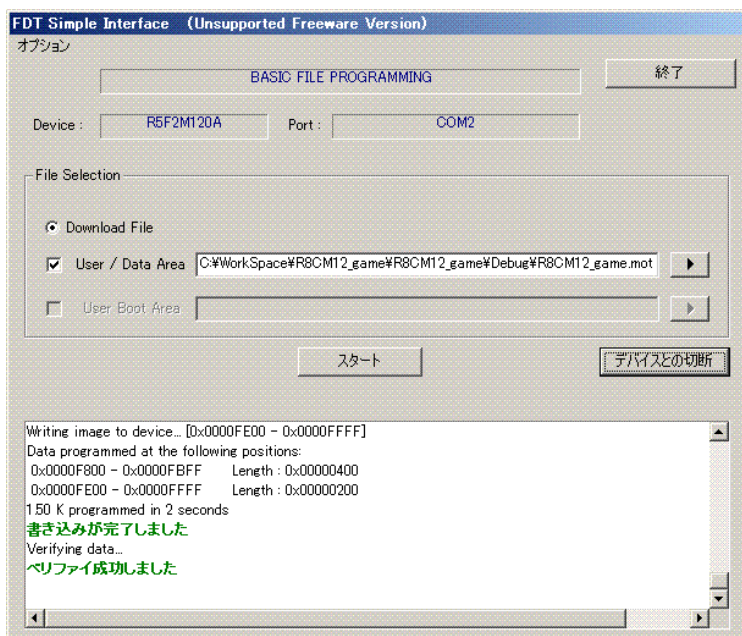 FDT Simple Interface (Unsupported Freeware Version)
オプション
BASIC FILE PROGRAMMING
終了
Device : R5F2M120A Port : COM2
File Selection
Download File
User / Data Area C:¥WorkSpace¥R8CM12_game¥R8CM12_game¥Debug¥R8CM12_game.mot
User Boot Area
スタート
デバイスとの切断
Writing image to device... [0x0000FE00 - 0x0000FFFF]
Data programmed at the following positions:
0x0000F800 - 0x0000FBFF Length : 0x00000400
0x0000FE00 - 0x0000FFFF Length : 0x00000200
1.50 K programmed in 2 seconds
書き込みが完了しました
Verifying data...
ベリファイ成功しました